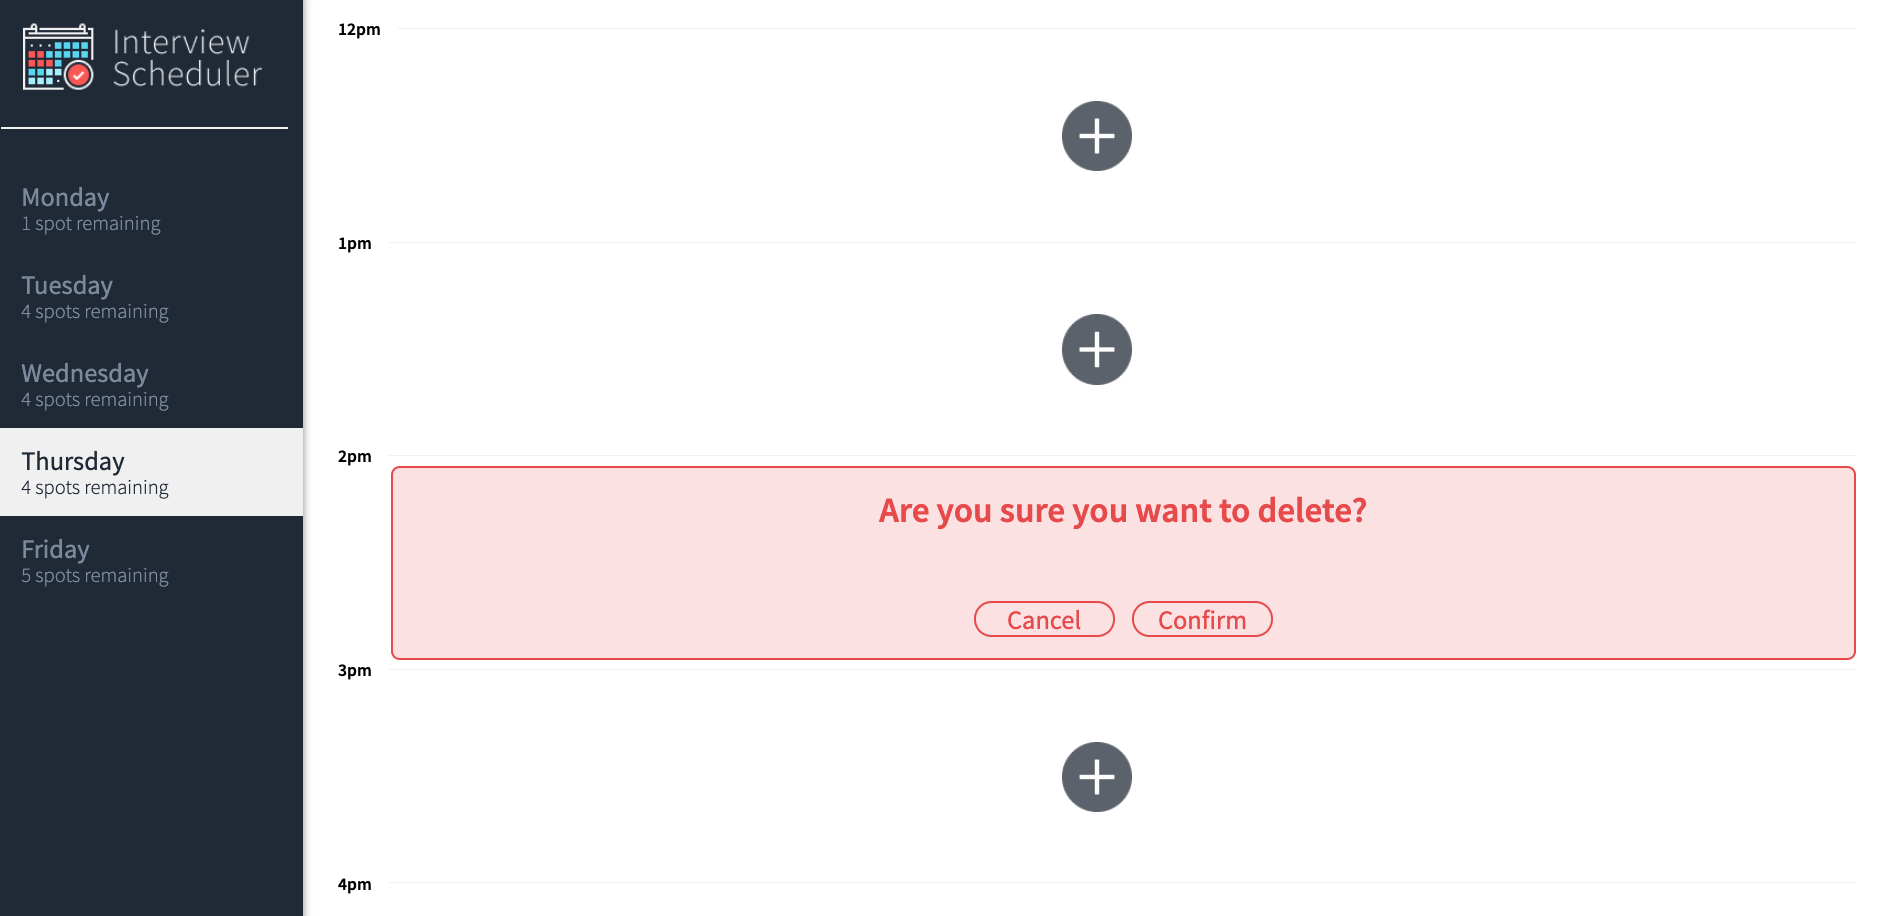 Interview
Scheduler
Monday
1 spot remaining
Tuesday
4 spots remaining
Wednesday
4 spots remaining
Thursday
4 spots remaining
Friday
5 spots remaining
12pm
1pm
2pm
Are you sure you want to delete?
Cancel Confirm
3pm
4pm